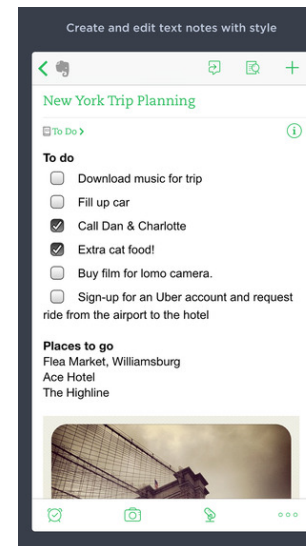 Create and edit text notes with style
New York Trip Planning
To Do >
To do
Download music for trip
Fill up car
Call Dan & Charlotte
Extra cat food!
Buy film for lomo camera.
Sign-up for an Uber account and request
ride from the airport to the hotel
Places to go
Flea Market, Williamsburg
Ace Hotel
The Highline